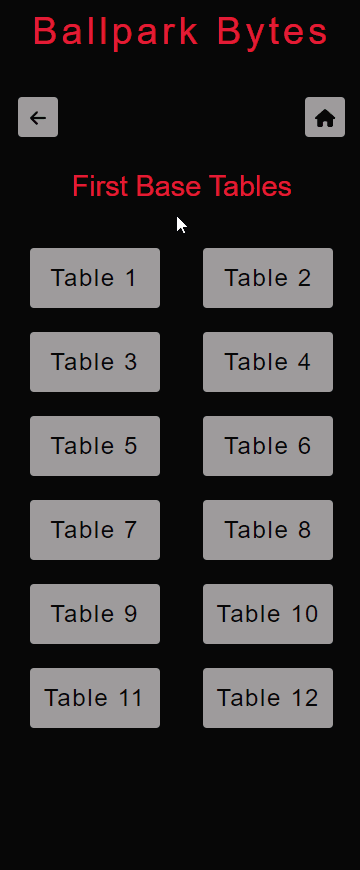 Ballpark Bytes
First Base Tables
Table 1 Table 2
Table 3 Table 4
Table 5 Table 6
Table 7 Table 8
Table 9 Table 10
Table 11 Table 12